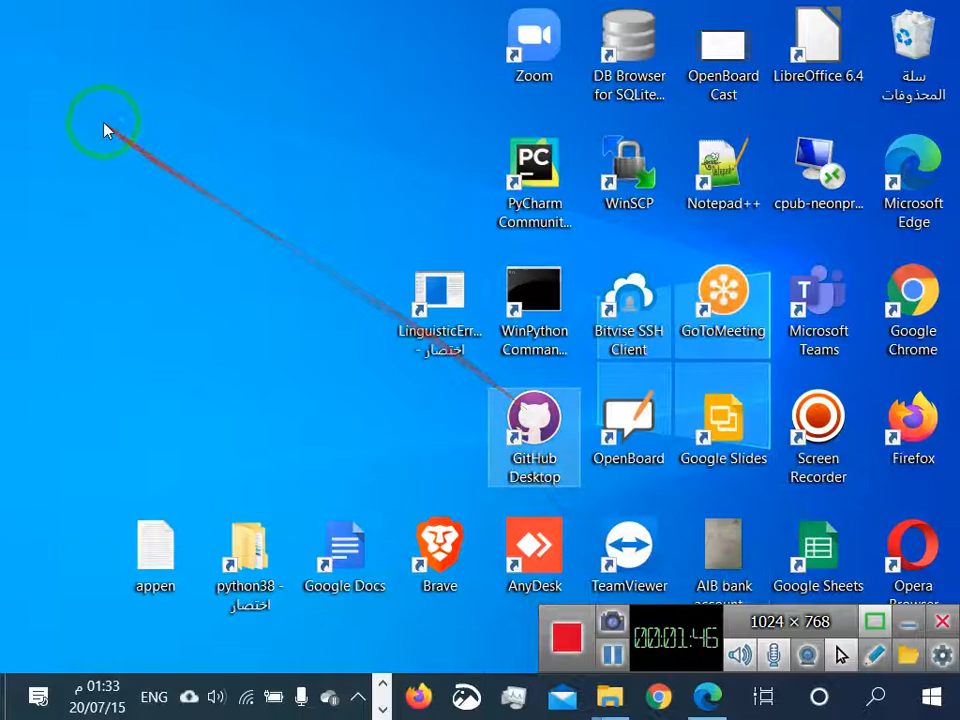 Zoom
DB Browser
for SQLite...
OpenBoard
Cast
LibreOffice 6.4
سلة
المحذوفات
PC
PyCharm
Communit...
WinSCP
Notepad++
cpub-neonpr...
Microsoft
Edge
LinguisticErr...
اختصار -
WinPython
Comman...
Bitvise SSH
Client
GoToMeeting
T
Microsoft
Teams
Google
Chrome
GitHub
Desktop
OpenBoard
Google Slides
Screen
Recorder
Firefox
appen
python38 -
اختصار
Google Docs
Brave
AnyDesk
TeamViewer
AIB bank
account...
Google Sheets
Opera
Browser
00:01:46
1024 × 768
01:33 م
20/07/15
ENG